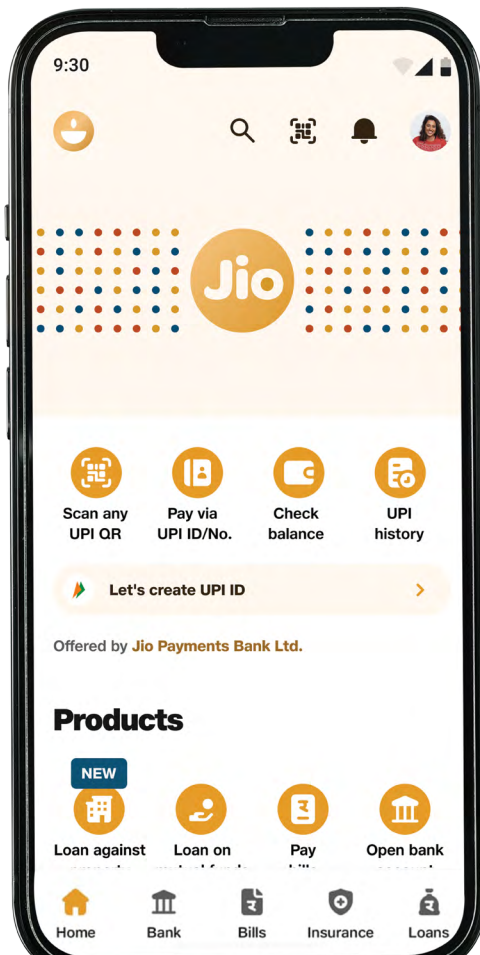 9:30
Jio
Scan any
UPI QR
Pay via
UPI ID/No.
Check
balance
UPI
history
Let's create UPI ID
Offered by Jio Payments Bank Ltd.
Products
NEW
Loan against
Loan on
Pay
Open bank
Home
Bank
Bills
Insurance
Loans